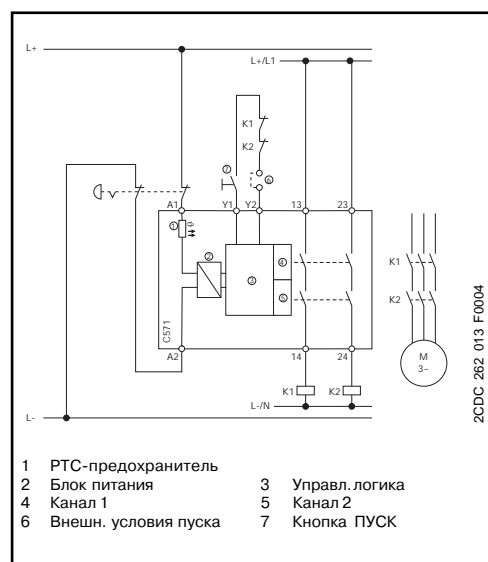 L+
L+/L1
K1
K2
7
6
A1
Y1
Y2
13
23
1
2
3
4
5
K1
K2
C571
A2
14
24
M
3~
K1
K2
L-/N
L-
2CDC 262 013 F0004
1 РТС-предохранитель
2 Блок питания 3 Управл. логика
4 Канал 1 5 Канал 2
6 Внешн. условия пуска 7 Кнопка ПУСК